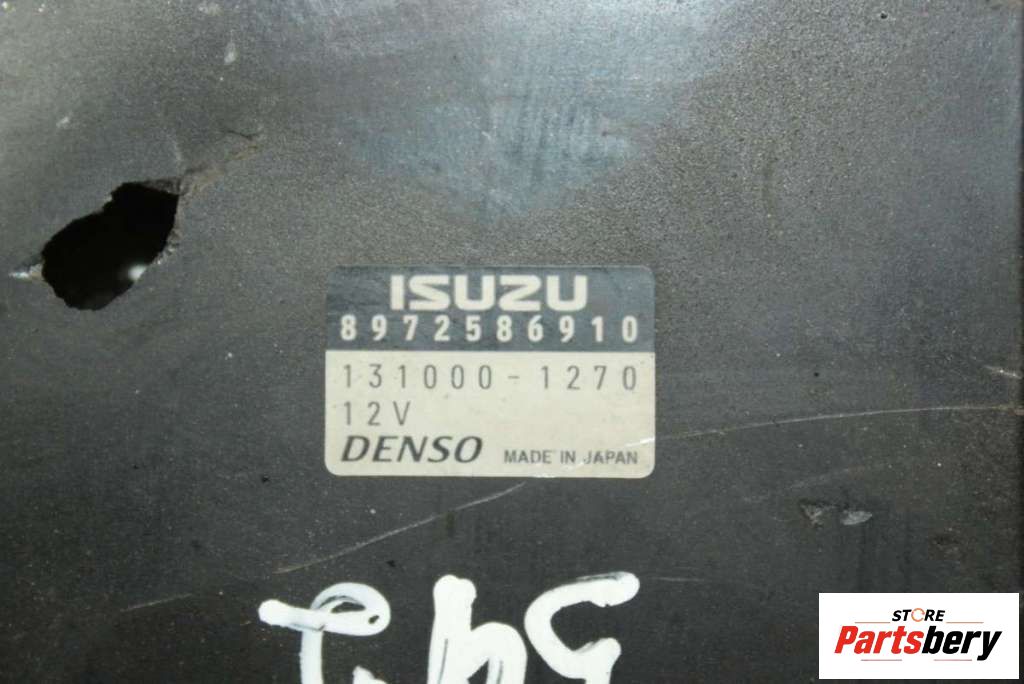 ISUZU
8972586910
131000-1270
12V
DENSO MADE IN JAPAN
STORE
Partsbery